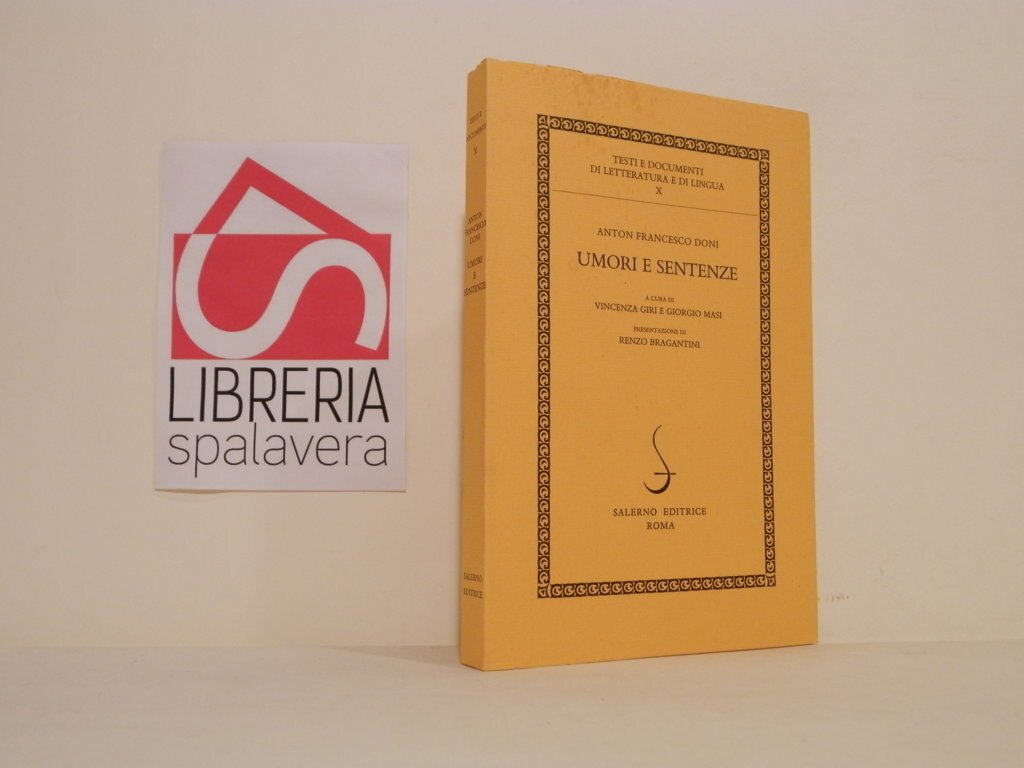 LIBRERIA
spalavera
TESTI E
DOCUMENTI
X
ANTON
FRANCESCO
DONI
UMORI
E
SENTENZE
SALERNO
EDITRICE
TESTI E DOCUMENTI
DI LETTERATURA E DI LINGUA
X
ANTON FRANCESCO DONI
UMORI E SENTENZE
A CURA DI
VINCENZA GIRI E GIORGIO MASI
PRESENTAZIONE DI
RENZO BRAGANTINI
SALERNO EDITRICE
ROMA